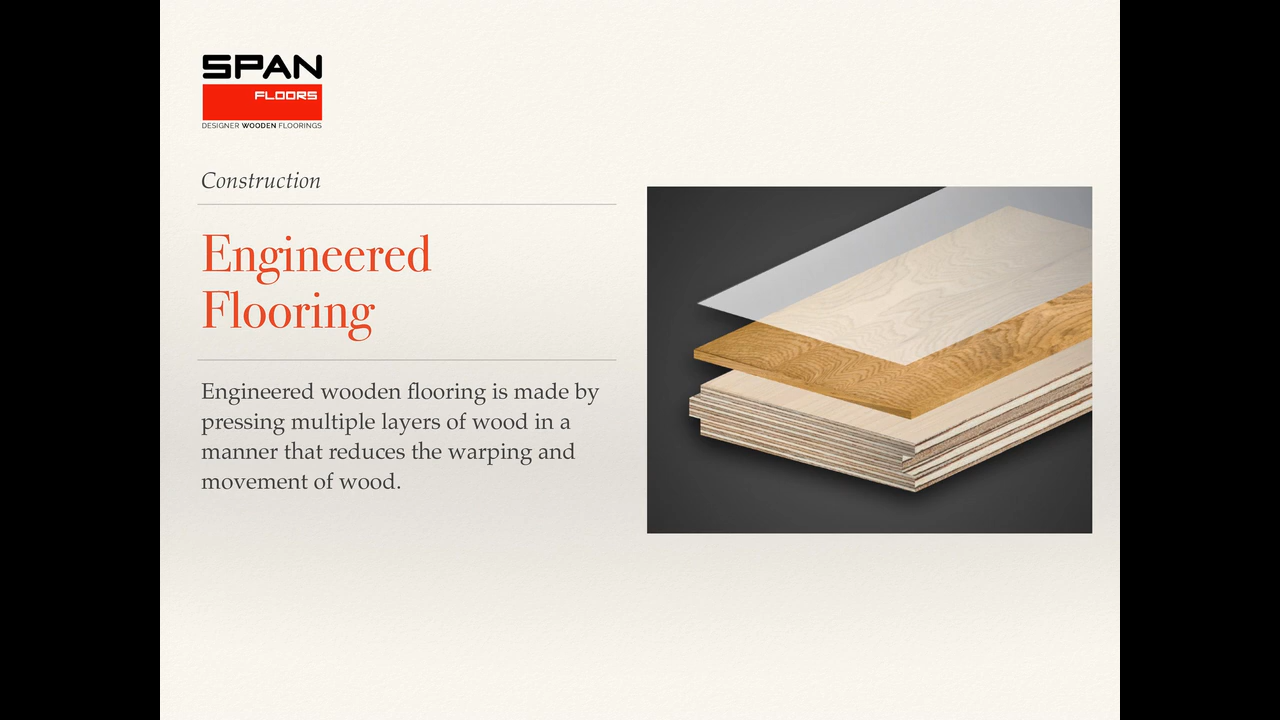 SPAN
FLOORS
DESIGNER WOODEN FLOORINGS
Construction
Engineered
Flooring
Engineered wooden flooring is made by
pressing multiple layers of wood in a
manner that reduces the warping and
movement of wood.